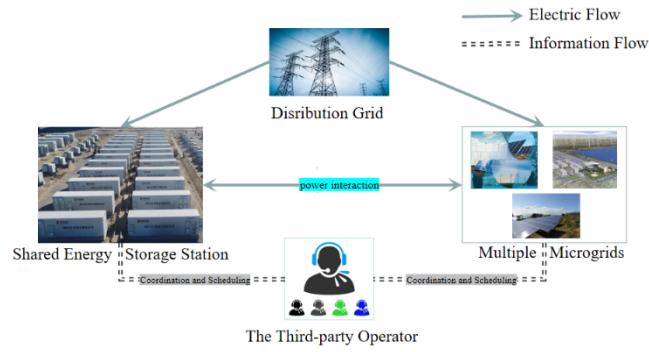 Electric Flow
Information Flow
Disribution Grid
power interaction
Shared Energy Storage Station
Multiple Microgrids
Coordination and Scheduling
Coordination and Scheduling
The Third-party Operator